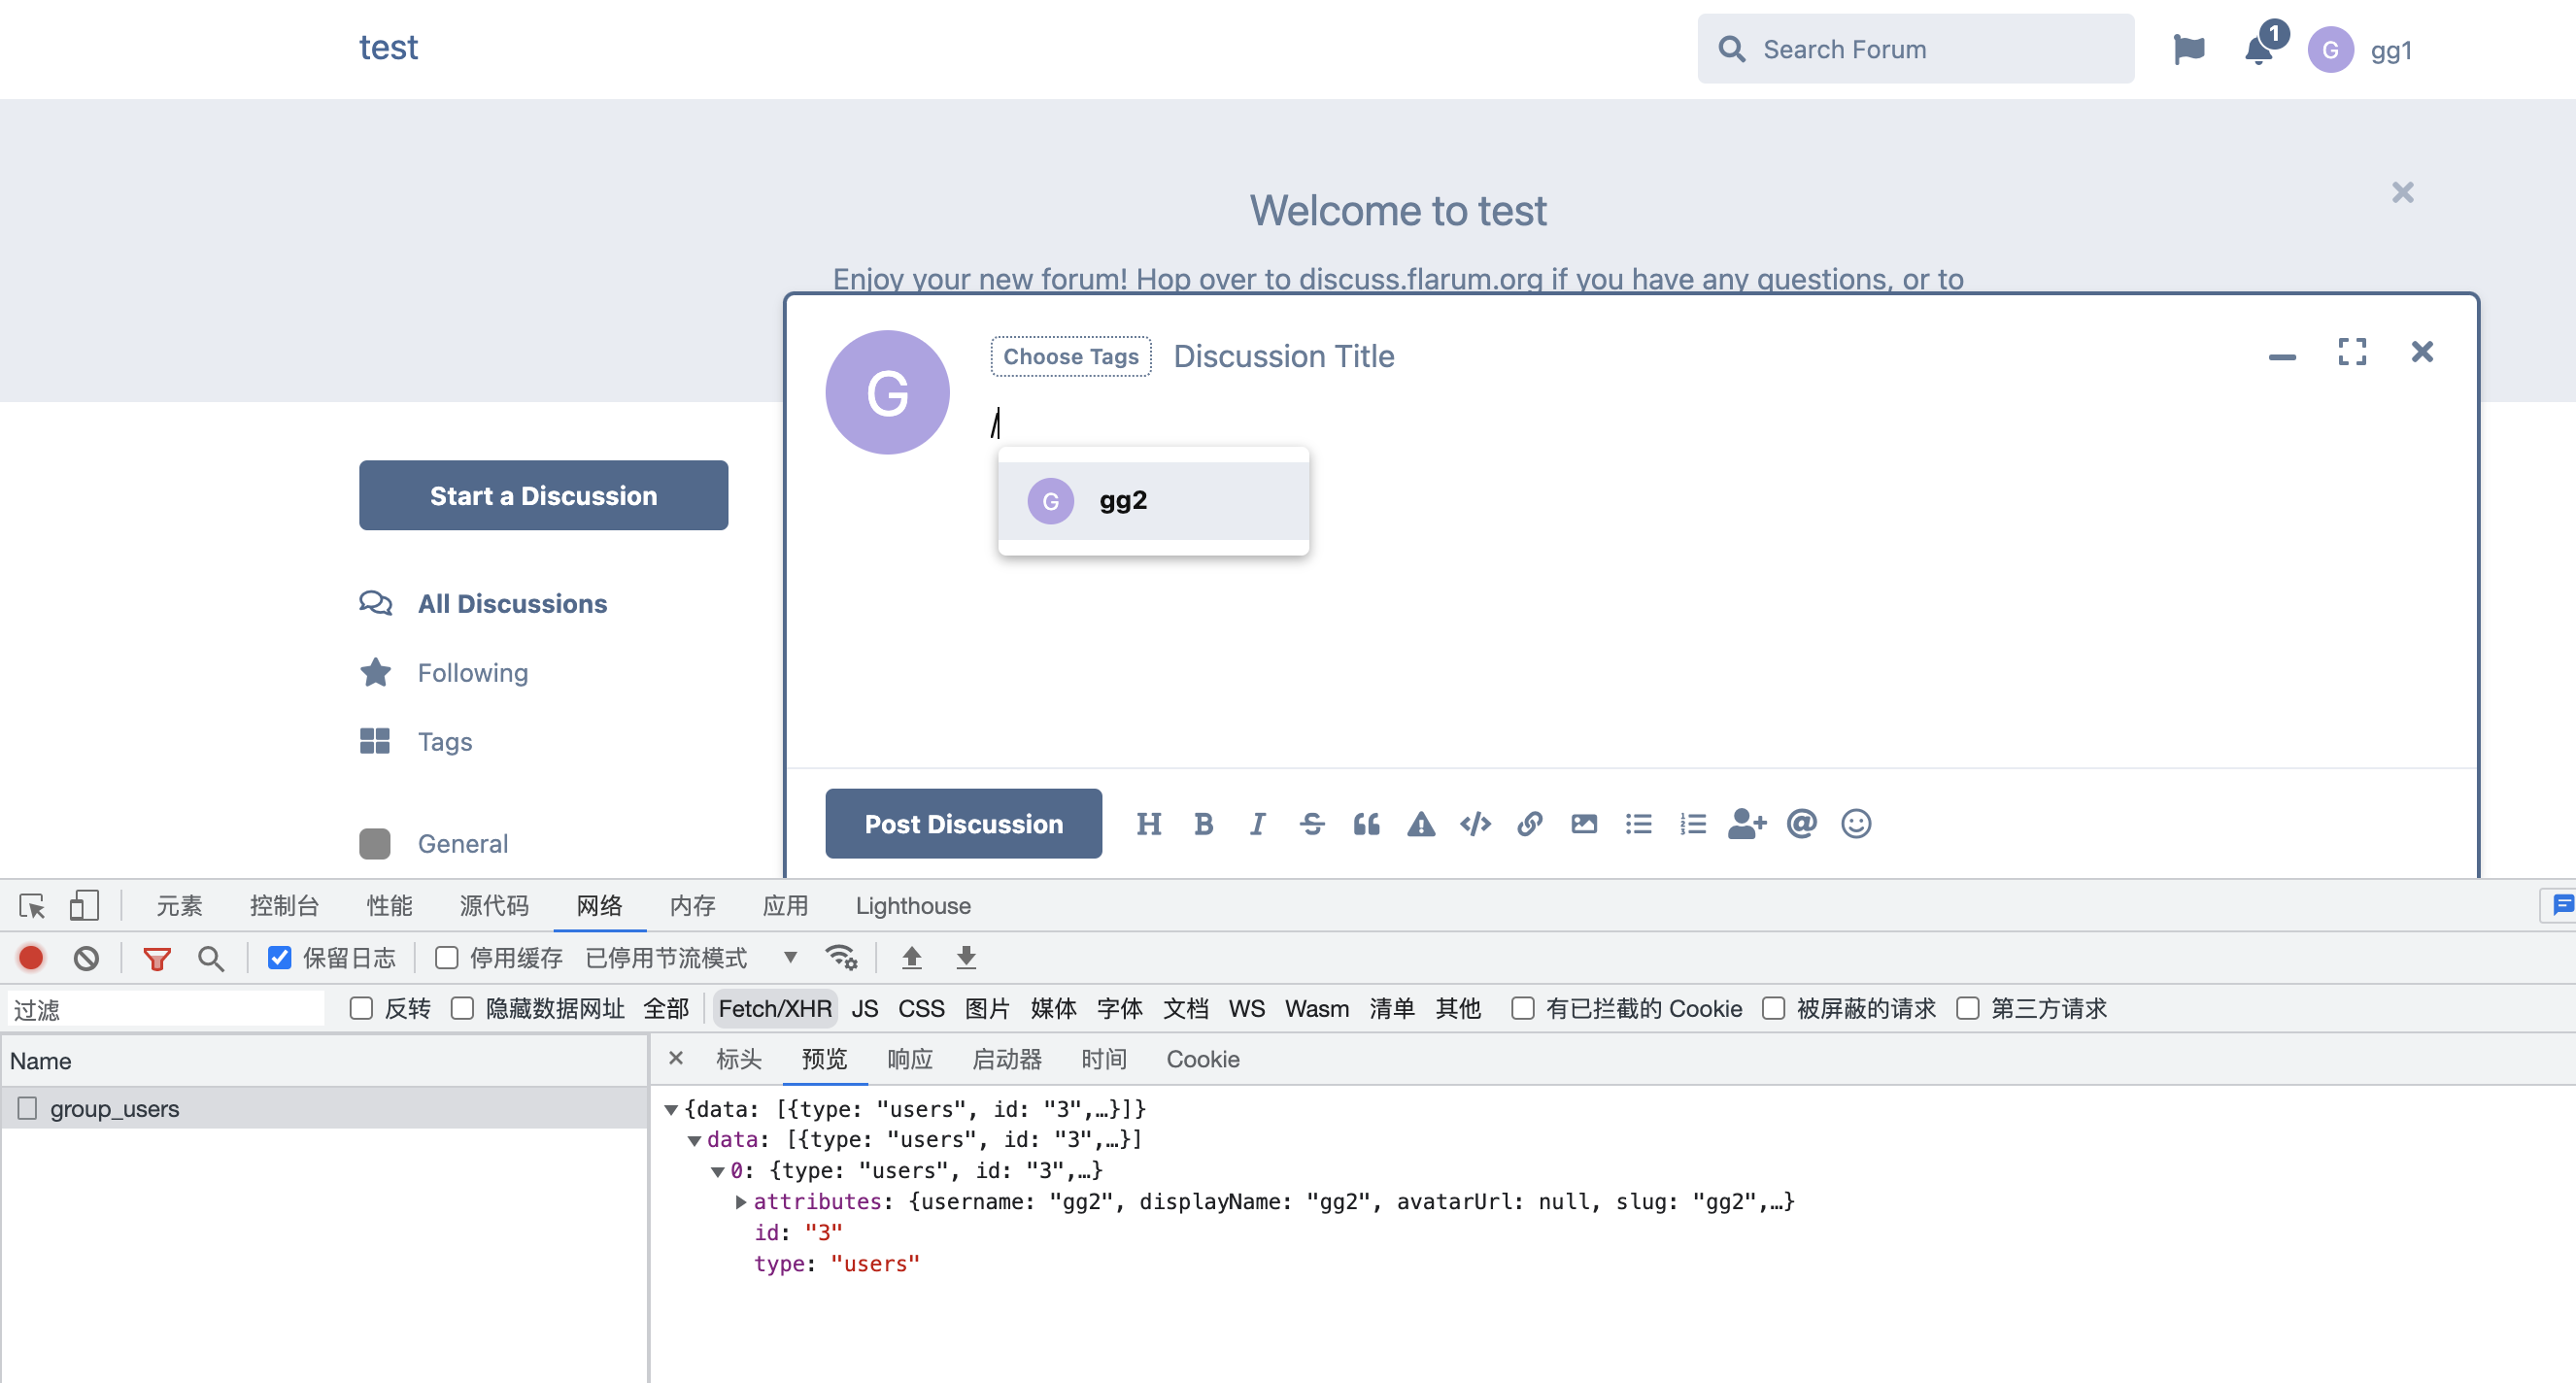 test
Search Forum
1
G
gg1
Welcome to test
Enjoy your new forum! Hop over to discuss.flarum.org if you have any questions, or to
G
Choose Tags
Discussion Title
/
G
gg2
Start a Discussion
All Discussions
Following
Tags
General
Post Discussion
元素 控制台 性能 源代码 网络 内存 应用 Lighthouse
保留日志 停用缓存 已停用节流模式
过滤 反转 隐藏数据网址 全部 Fetch/XHR JS CSS 图片 媒体 字体 文档 WS Wasm 清单 其他 有已拦截的 Cookie 被屏蔽的请求 第三方请求
Name
group_users
标头 预览 响应 启动器 时间 Cookie
{data: [{type: "users", id: "3",…}]}
data: [{type: "users", id: "3",…}]
0: {type: "users", id: "3",…}
attributes: {username: "gg2", displayName: "gg2", avatarUrl: null, slug: "gg2",…}
id: "3"
type: "users"